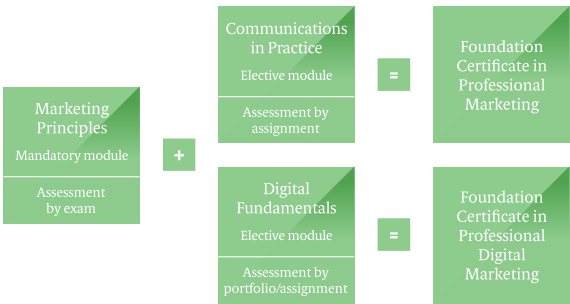 Marketing
Principles
Mandatory module
Assessment
by exam
+
Communications
in Practice
Elective module
Assessment by
assignment
=
Foundation
Certificate in
Professional
Marketing
Digital
Fundamentals
Elective module
Assessment by
portfolio/assignment
=
Foundation
Certificate in
Professional
Digital
Marketing